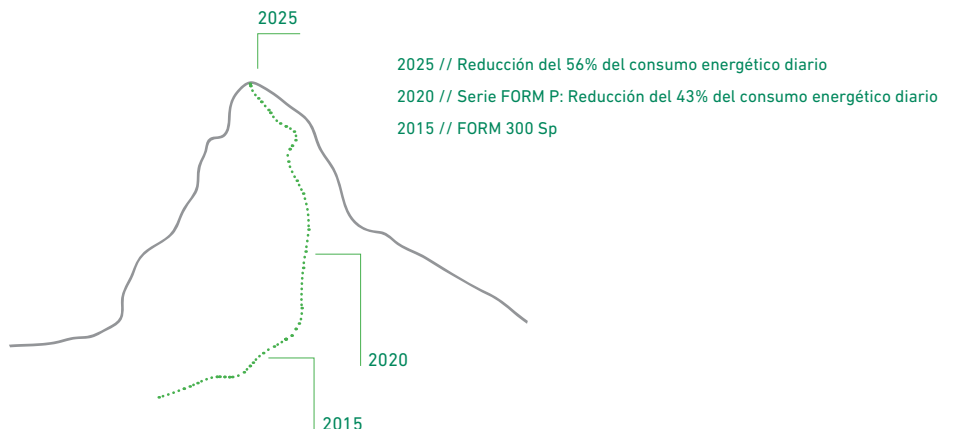 2025
2025 // Reducción del 56% del consumo energético diario
2020 // Serie FORM P: Reducción del 43% del consumo energético diario
2015 // FORM 300 Sp
2020
2015